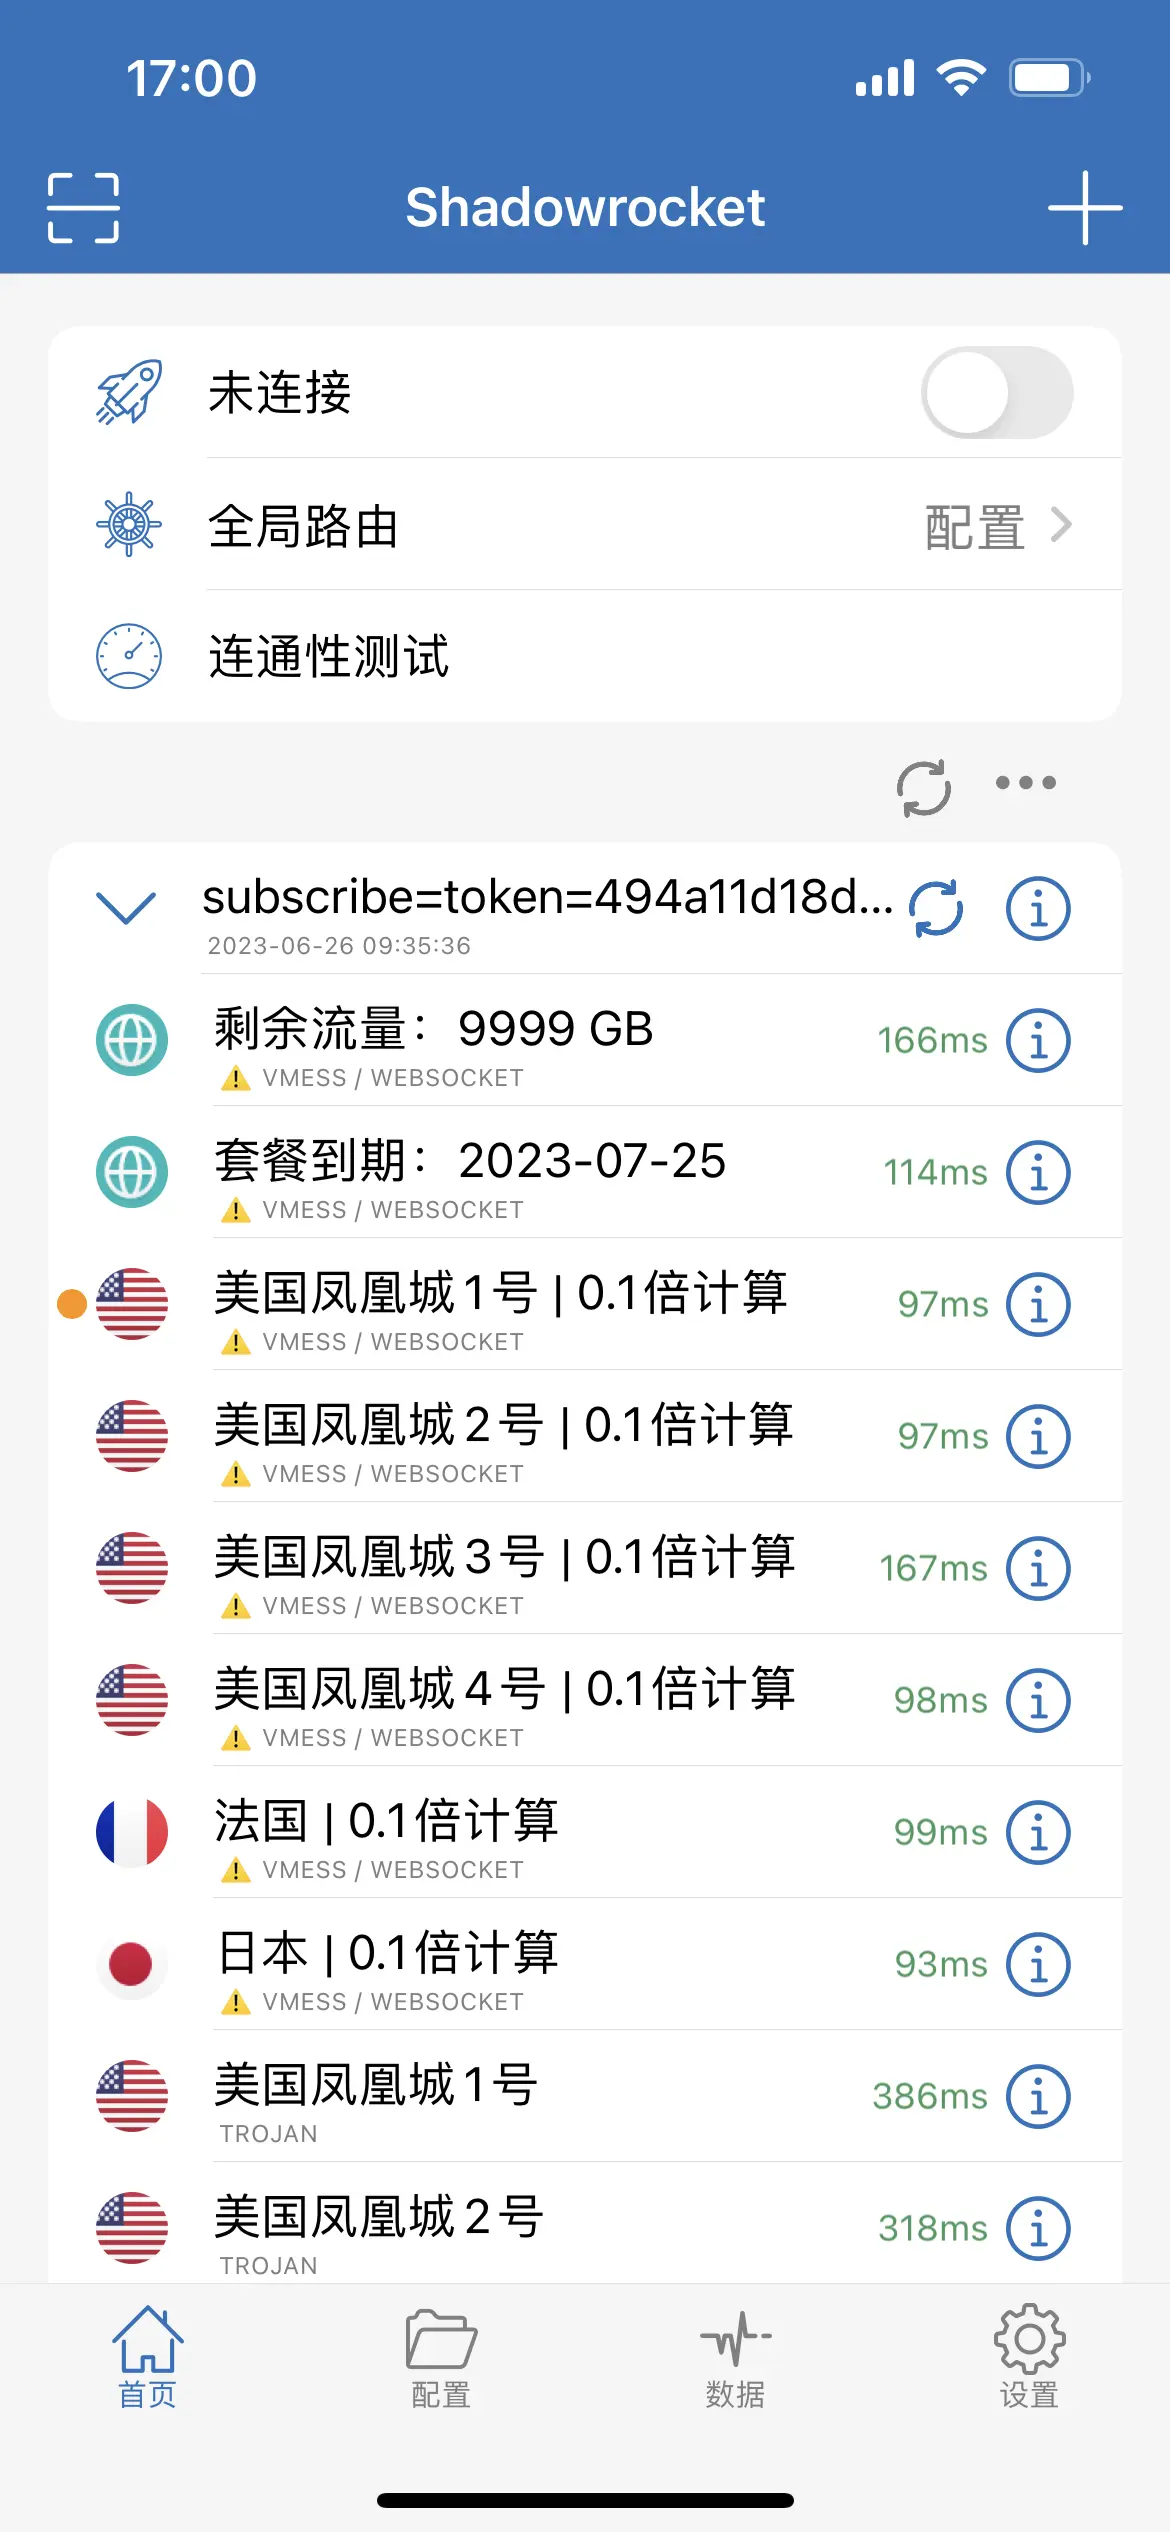 17:00
Shadowrocket
未连接
全局路由 配置
连通性测试
subscribe=token=494a11d18d...
2023-06-26 09:35:36
剩余流量：9999 GB 166ms
VMESS / WEBSOCKET
套餐到期：2023-07-25 114ms
VMESS / WEBSOCKET
美国凤凰城1号 | 0.1倍计算 97ms
VMESS / WEBSOCKET
美国凤凰城2号 | 0.1倍计算 97ms
VMESS / WEBSOCKET
美国凤凰城3号 | 0.1倍计算 167ms
VMESS / WEBSOCKET
美国凤凰城4号 | 0.1倍计算 98ms
VMESS / WEBSOCKET
法国 | 0.1倍计算 99ms
VMESS / WEBSOCKET
日本 | 0.1倍计算 93ms
VMESS / WEBSOCKET
美国凤凰城1号 386ms
TROJAN
美国凤凰城2号 318ms
TROJAN
首页 配置 数据 设置